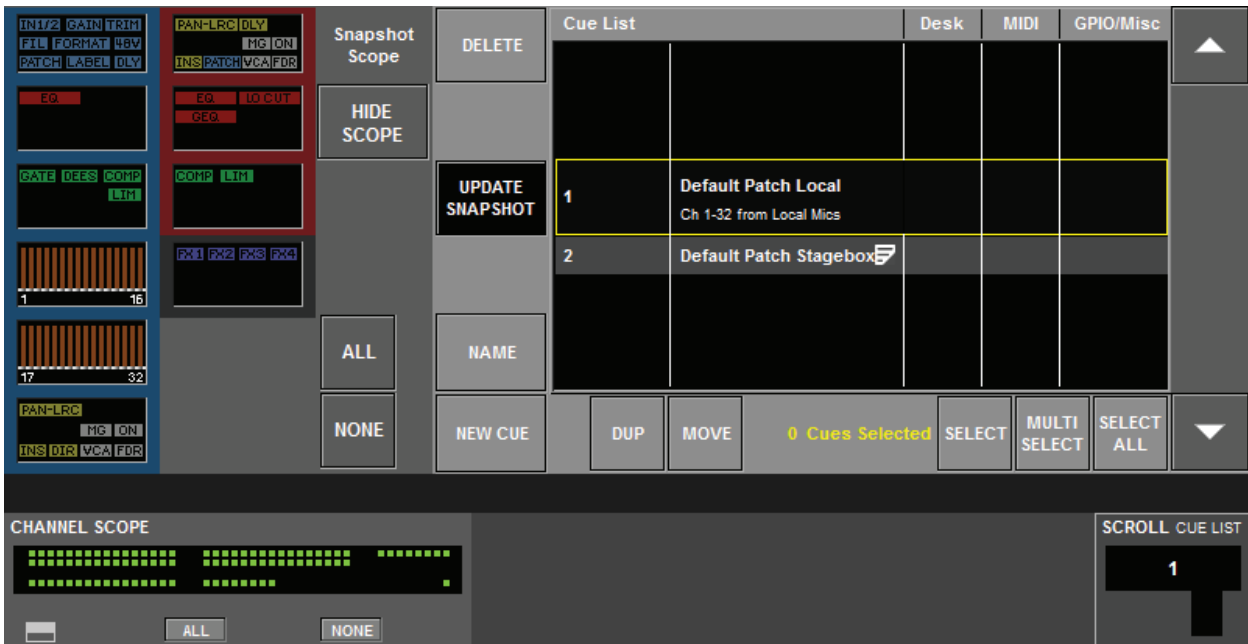 IN1/2 GAIN TRIM
FIL FORMAT 48V
PATCH LABEL DLY
EQ
GATE DEES COMP
LIM
1 16
17 32
PAN-LRC
MG ON
INS DIR VCA FDR
PAN-LRC DLY
MG ON
INS PATCH VCA FDR
EQ LO CUT
GEQ
COMP LIM
FX1 FX2 FX3 FX4
Snapshot
Scope
HIDE
SCOPE
ALL
NONE
DELETE
UPDATE
SNAPSHOT
NAME
NEW CUE
Cue List Desk MIDI GPIO/Misc
1 Default Patch Local
Ch 1-32 from Local Mics
2 Default Patch Stagebox
DUP MOVE 0 Cues Selected SELECT
MULTI
SELECT
SELECT
ALL
CHANNEL SCOPE
ALL NONE
SCROLL CUE LIST
1